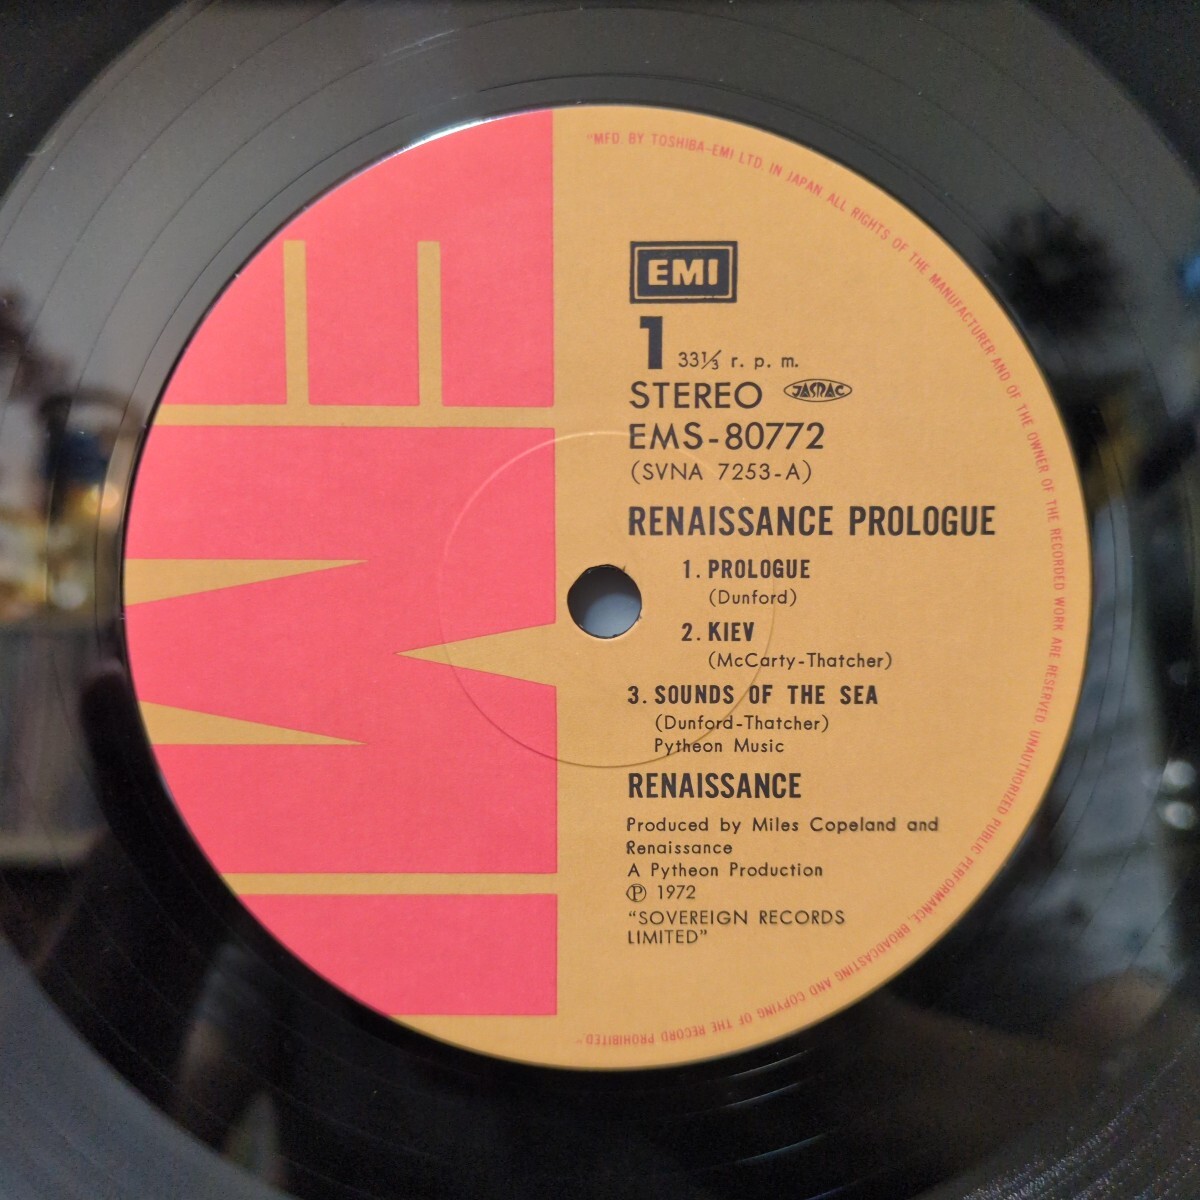 "MFD. BY TOSHIBA-EMI LTD. IN JAPAN. ALL RIGHTS OF THE MANUFACTURER AND OF THE OWNER OF THE RECORDED WORK ARE RESERVED UNAUTHORIZED PUBLIC PERFORMANCE, BROADCASTING AND COPYING OF THE RECORD PROHIBITED."
EMI
EMI
1 33⅓ r. p. m.
STEREO JASRAC
EMS-80772
(SVNA 7253-A)
RENAISSANCE PROLOGUE
1. PROLOGUE
(Dunford)
2. KIEV
(McCarty-Thatcher)
3. SOUNDS OF THE SEA
(Dunford-Thatcher)
Pytheon Music
RENAISSANCE
Produced by Miles Copeland and
Renaissance
A Pytheon Production
℗ 1972
"SOVEREIGN RECORDS
LIMITED"